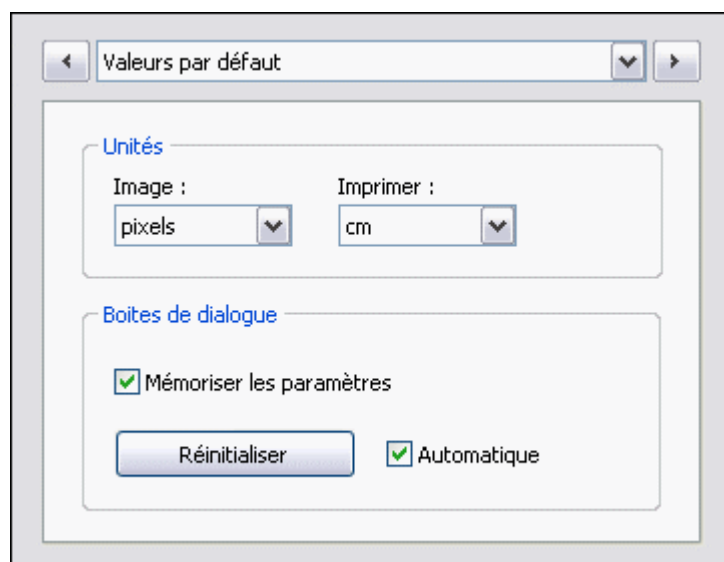 Valeurs par défaut
Unités
Image : Imprimer :
pixels cm
Boites de dialogue
Mémoriser les paramètres
Réinitialiser Automatique